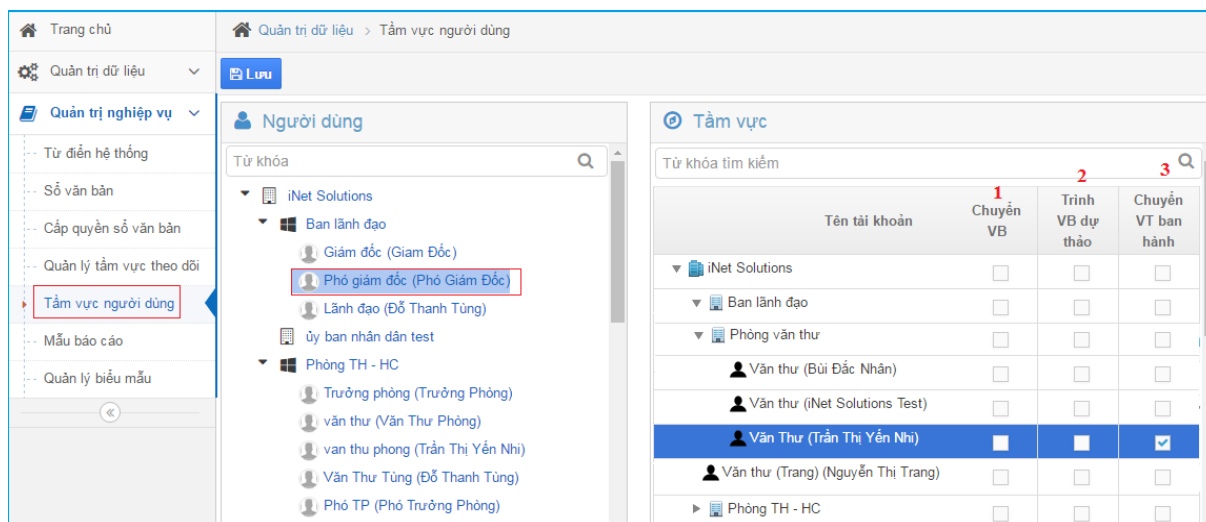 Trang chủ
Quản trị dữ liệu > Tầm vực người dùng
Quản trị dữ liệu
Lưu
Quản trị nghiệp vụ
Từ điển hệ thống
Sổ văn bản
Cấp quyền sổ văn bản
Quản lý tầm vực theo dõi
Tầm vực người dùng
Mẫu báo cáo
Quản lý biểu mẫu
Người dùng
Từ khóa
iNet Solutions
Ban lãnh đạo
Giám đốc (Giam Đốc)
Phó giám đốc (Phó Giám Đốc)
Lãnh đạo (Đỗ Thanh Tùng)
ủy ban nhân dân test
Phòng TH - HC
Trưởng phòng (Trưởng Phòng)
văn thư (Văn Thư Phòng)
van thu phong (Trần Thị Yến Nhi)
Văn Thư Tùng (Đỗ Thanh Tùng)
Phó TP (Phó Trưởng Phòng)
Tầm vực
Từ khóa tìm kiếm
1 2 3
Tên tài khoản
Chuyển
VB
Trình
VB dự
thảo
Chuyển
VT ban
hành
iNet Solutions
Ban lãnh đạo
Phòng văn thư
Văn thư (Bùi Đắc Nhân)
Văn thư (iNet Solutions Test)
Văn Thư (Trần Thị Yến Nhi)
Văn thư (Trang) (Nguyễn Thị Trang)
Phòng TH - HC